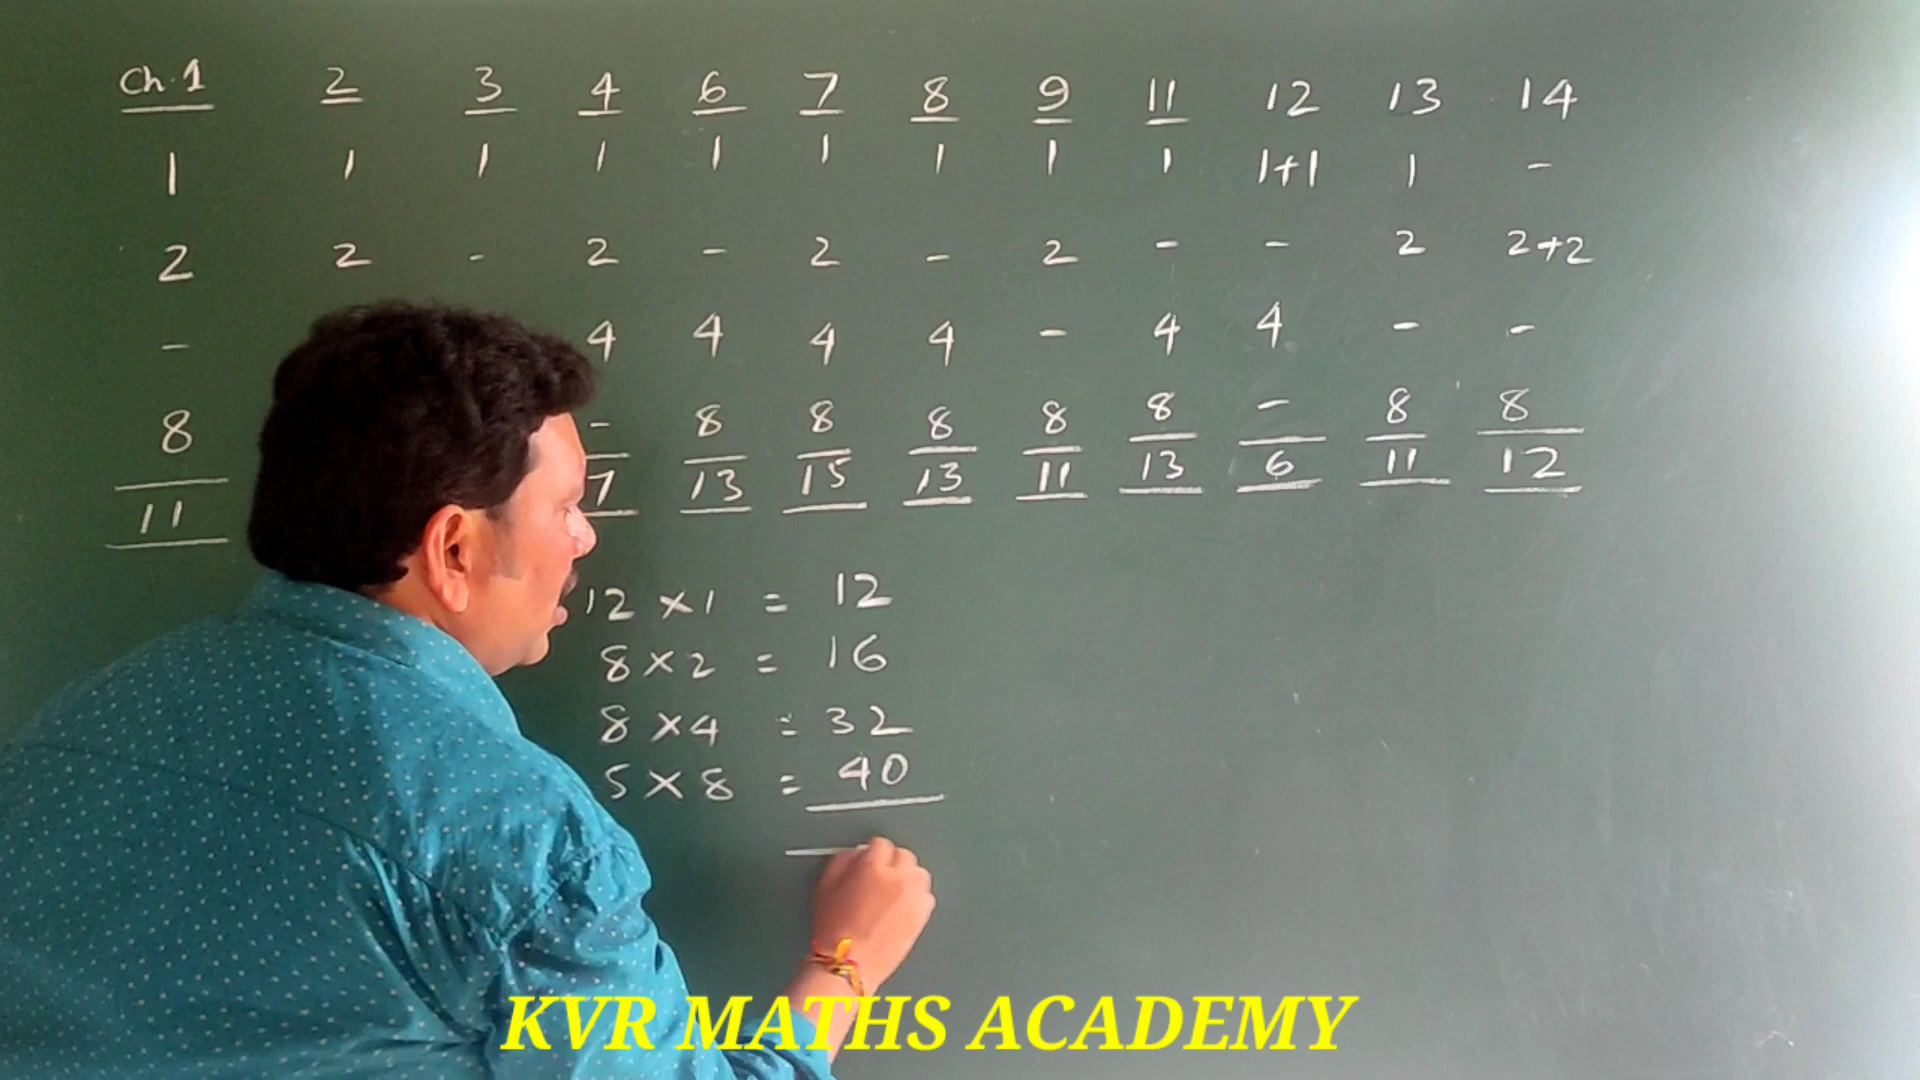 Ch.1 2 3 4 6 7 8 9 11 12 13 14
1 1 1 1 1 1 1 1 1 1+1 1 -
2 2 - 2 - 2 - 2 - - 2 2+2
- 4 4 4 4 - 4 4 - -
8 - 8 8 8 8 8 - 8 8
11 7 13 15 13 11 13 6 11 12
12 × 1 = 12
8 × 2 = 16
8 × 4 = 32
5 × 8 = 40
KVR MATHS ACADEMY